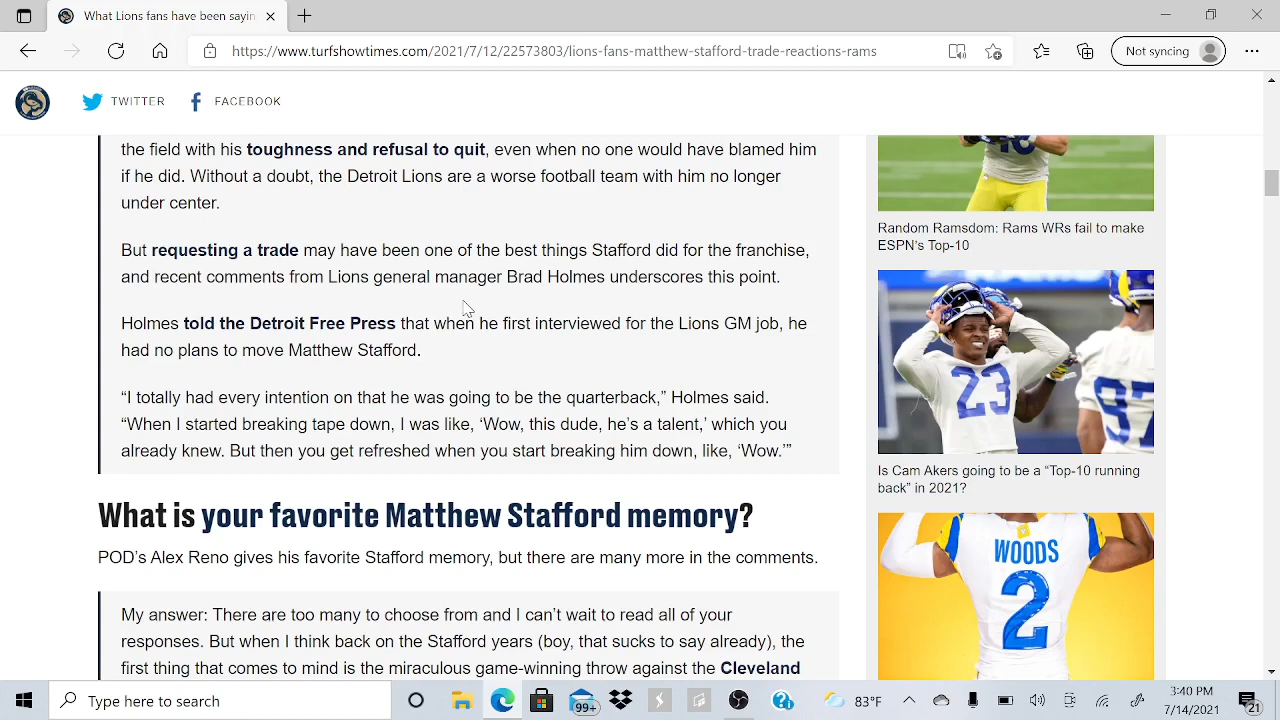 What Lions fans have been sayin
https://www.turfshowtimes.com/2021/7/12/22573803/lions-fans-matthew-stafford-trade-reactions-rams
Not syncing
TWITTER
FACEBOOK
the field with his toughness and refusal to quit, even when no one would have blamed him
if he did. Without a doubt, the Detroit Lions are a worse football team with him no longer
under center.
But requesting a trade may have been one of the best things Stafford did for the franchise,
and recent comments from Lions general manager Brad Holmes underscores this point.
Holmes told the Detroit Free Press that when he first interviewed for the Lions GM job, he
had no plans to move Matthew Stafford.
“I totally had every intention on that he was going to be the quarterback,” Holmes said.
“When I started breaking tape down, I was like, ‘Wow, this dude, he’s a talent,’ which you
already knew. But then you get refreshed when you start breaking him down, like, ‘Wow.’”
What is your favorite Matthew Stafford memory?
POD’s Alex Reno gives his favorite Stafford memory, but there are many more in the comments.
My answer: There are too many to choose from and I can’t wait to read all of your
responses. But when I think back on the Stafford years (boy, that sucks to say already), the
first thing that comes to mind is the miraculous game-winning throw against the Cleveland
Random Ramsdom: Rams WRs fail to make
ESPN’s Top-10
23
97
Is Cam Akers going to be a “Top-10 running
back” in 2021?
WOODS
2
Type here to search
99+
83°F
3:40 PM
7/14/2021
21